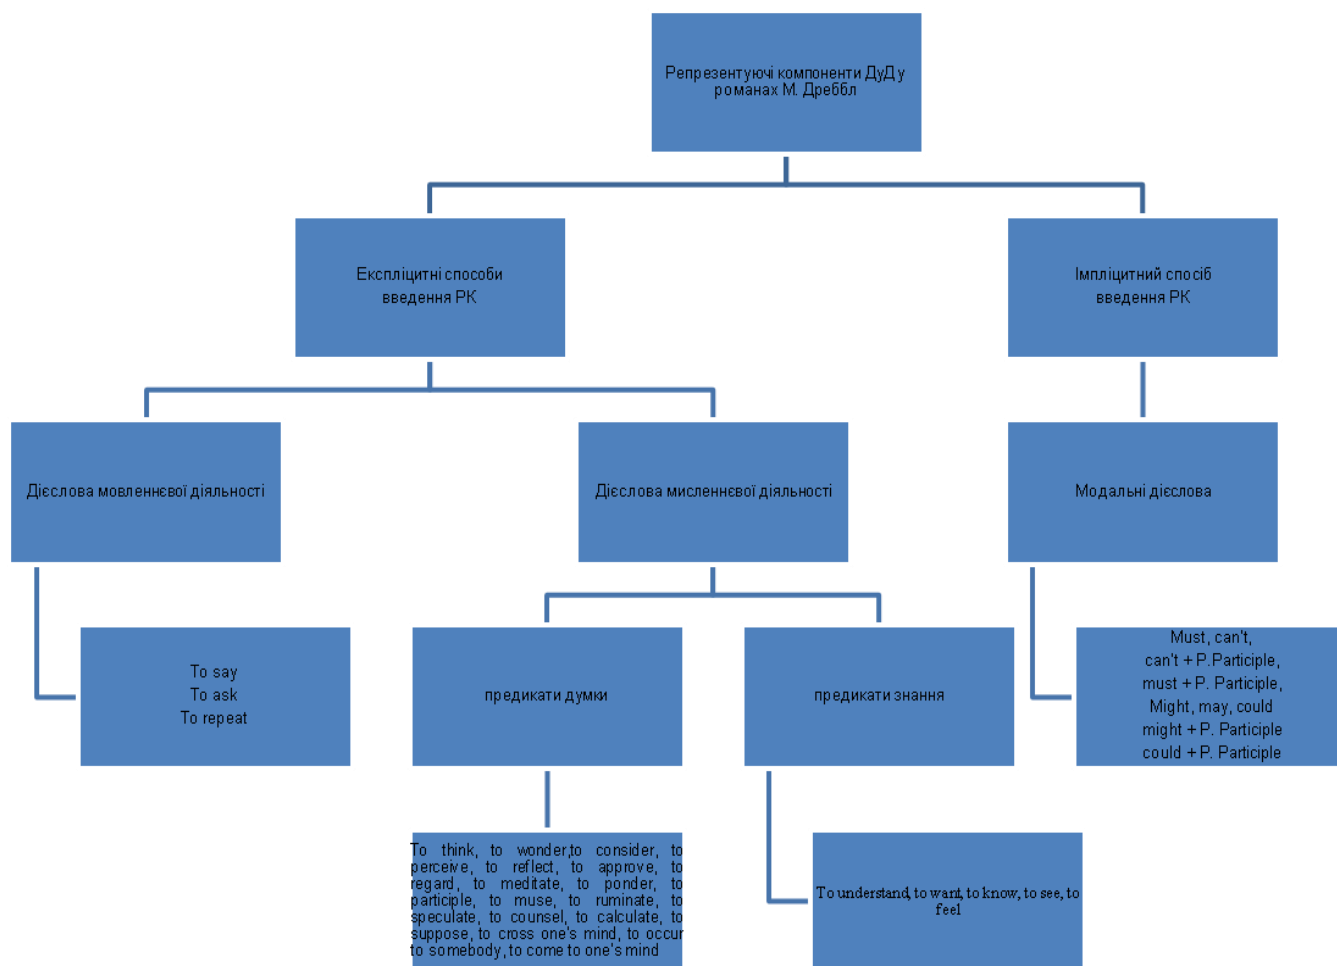 Репрезентуючі компоненти ДуД у
романах М. Дреббл
Експліцитні способи
введення РК
Імпліцитний спосіб
введення РК
Дієслова мовленнєвої діяльності
Дієслова мисленнєвої діяльності
Модальні дієслова
To say
To ask
To repeat
предикати думки
предикати знання
Must, can't,
can't + P.Participle,
must + P. Participle,
Might, may, could
might + P. Participle
could + P. Participle
To think, to wonder,to consider, to
perceive, to reflect, to approve, to
regard, to meditate, to ponder, to
participle, to muse, to ruminate, to
speculate, to counsel, to calculate, to
suppose, to cross one's mind, to occur
to somebody, to come to one's mind
To understand, to want, to know, to see, to
feel